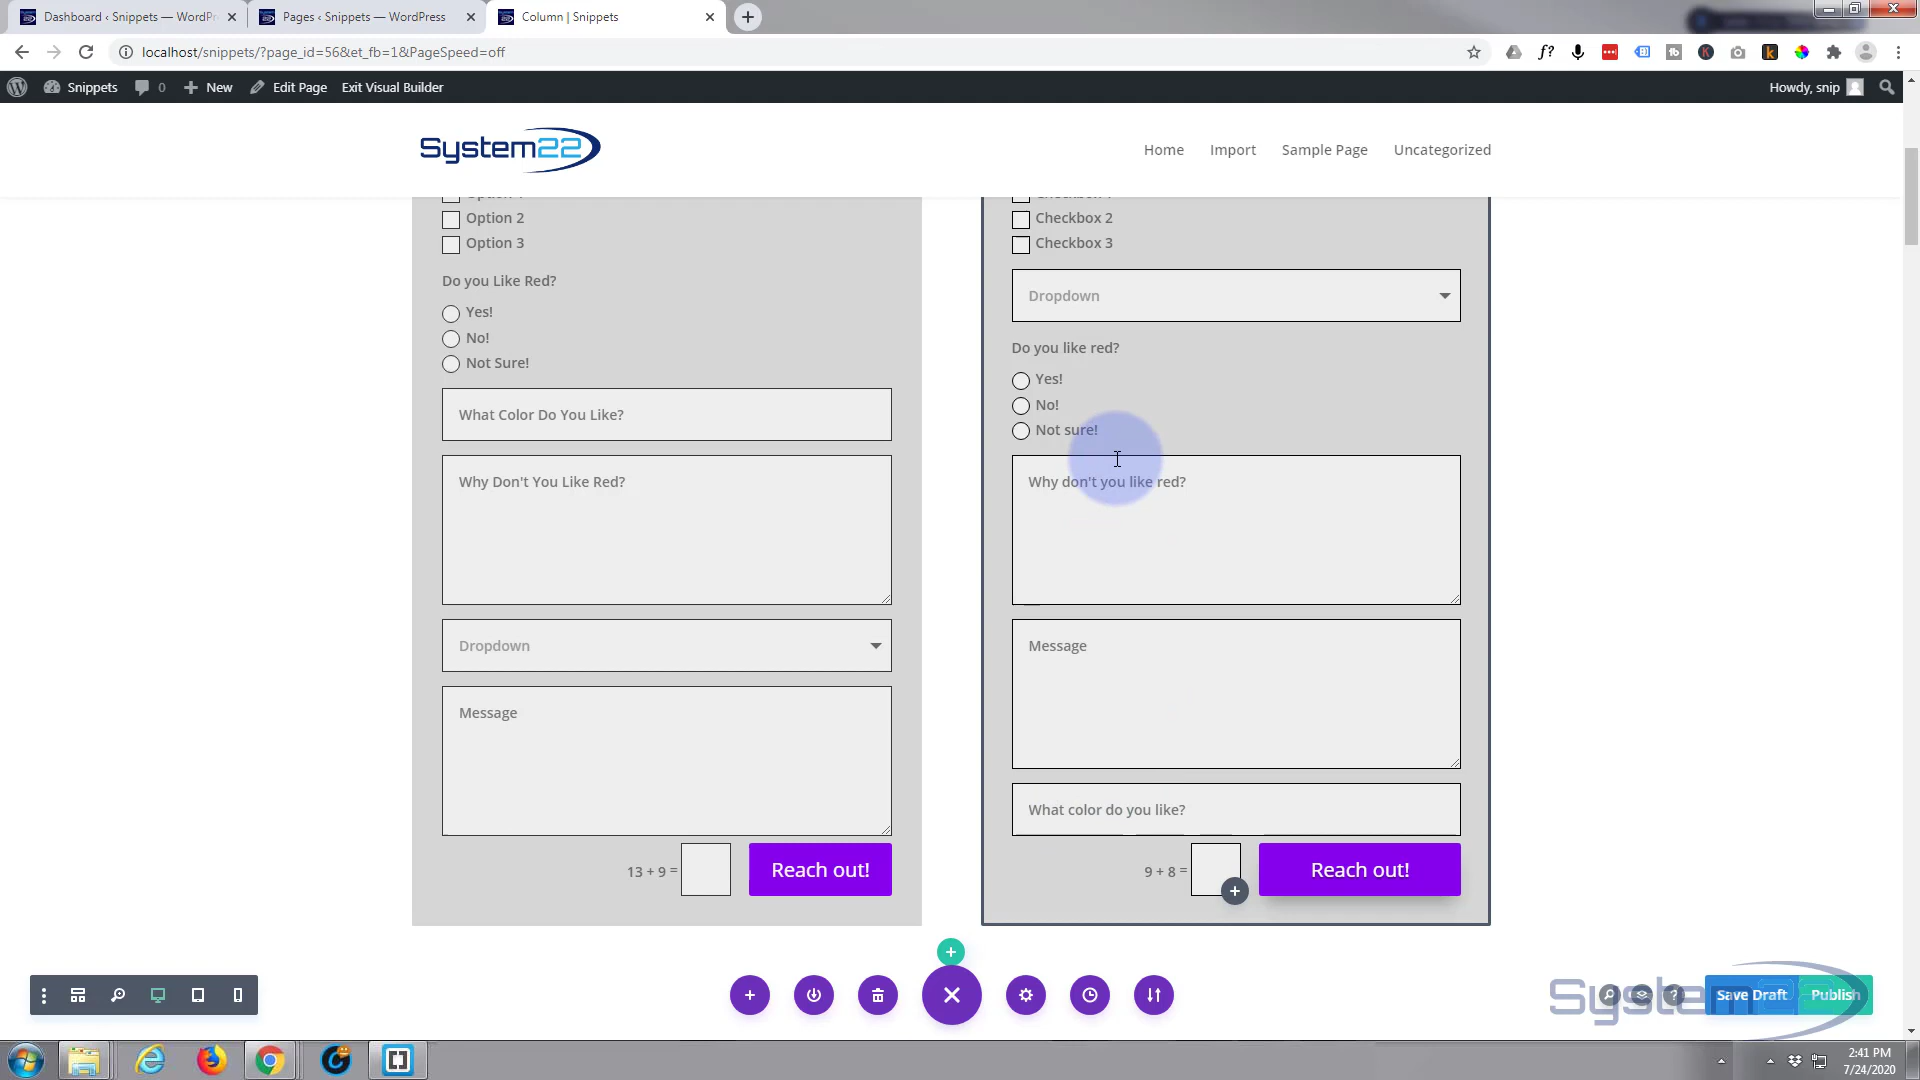 Dashboard ‹ Snippets — WordPr
Pages ‹ Snippets — WordPress
Column | Snippets
localhost/snippets/?page_id=56&et_fb=1&PageSpeed=off
Snippets
0
New
Edit Page
Exit Visual Builder
Howdy, snip
System22
Home
Import
Sample Page
Uncategorized
Option 1
Option 2
Option 3
Do you Like Red?
Yes!
No!
Not Sure!
What Color Do You Like?
Why Don't You Like Red?
Dropdown
Message
13 + 9 =
Reach out!
Checkbox 1
Checkbox 2
Checkbox 3
Dropdown
Do you like red?
Yes!
No!
Not sure!
Why don't you like red?
Message
What color do you like?
9 + 8 =
Reach out!
Save Draft
Publish
System22
2:41 PM
7/24/2020